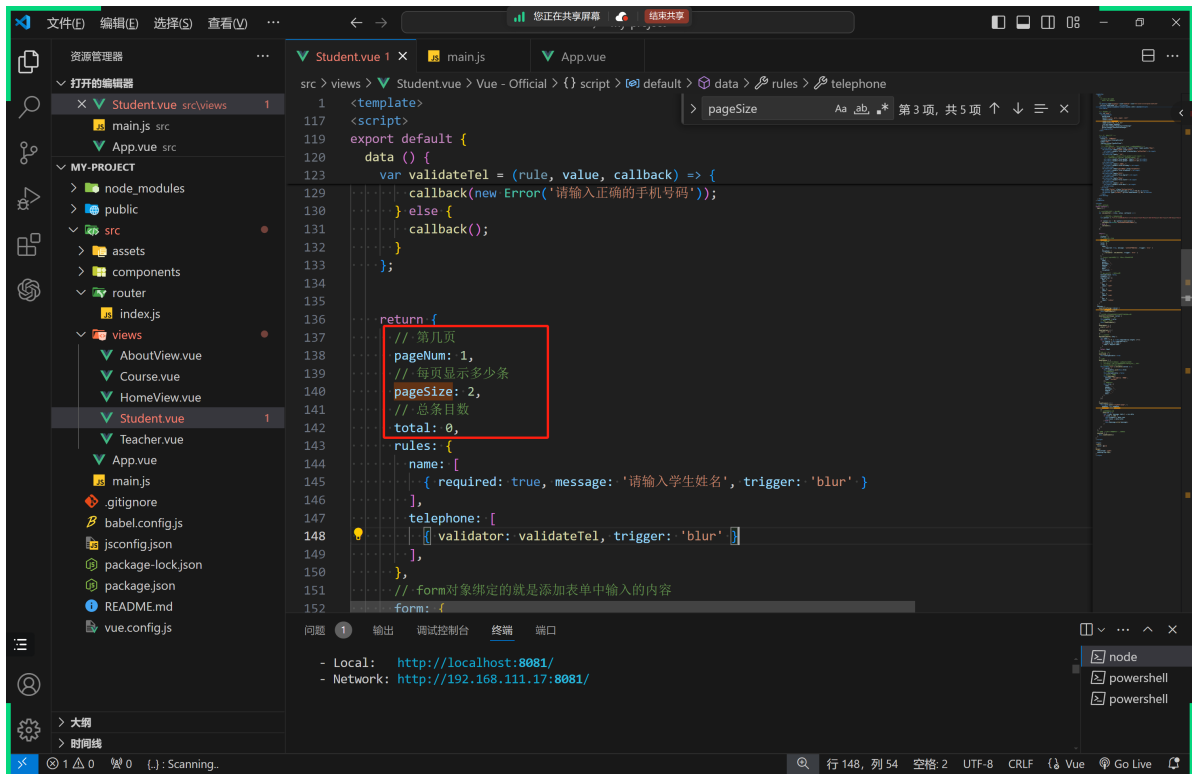 文件(F) 编辑(E) 选择(S) 查看(V) ···
您正在共享屏幕 结束共享
资源管理器
打开的编辑器
Student.vue src\views 1
main.js src
App.vue src
MY-PROJECT
node_modules
public
src
assets
components
router
index.js
views
AboutView.vue
Course.vue
HomeView.vue
Student.vue 1
Teacher.vue
App.vue
main.js
.gitignore
babel.config.js
jsconfig.json
package-lock.json
package.json
README.md
vue.config.js
大纲
时间线
Student.vue 1 main.js App.vue
src > views > Student.vue > Vue - Official > {} script > default > data > rules > telephone
pageSize Aa ab 第 3 项, 共 5 项
1 <template>
117 <script>
119 export default {
120 data () {
123 var validateTel = (rule, value, callback) => {
129 callback(new Error('请输入正确的手机号码'));
130 } else {
131 callback();
132 }
133 };
134
135
136 return {
137 // 第几页
138 pageNum: 1,
139 // 每页显示多少条
140 pageSize: 2,
141 // 总条目数
142 total: 0,
143 rules: {
144 name: [
145 { required: true, message: '请输入学生姓名', trigger: 'blur' }
146 ],
147 telephone: [
148 { validator: validateTel, trigger: 'blur' }
149 ],
150 },
151 // form对象绑定的就是添加表单中输入的内容
152 form: {
问题 1 输出 调试控制台 终端 端口
- Local: http://localhost:8081/
- Network: http://192.168.111.17:8081/
node
powershell
powershell
1 0 0 {..} : Scanning.. 行 148, 列 54 空格: 2 UTF-8 CRLF Vue Go Live